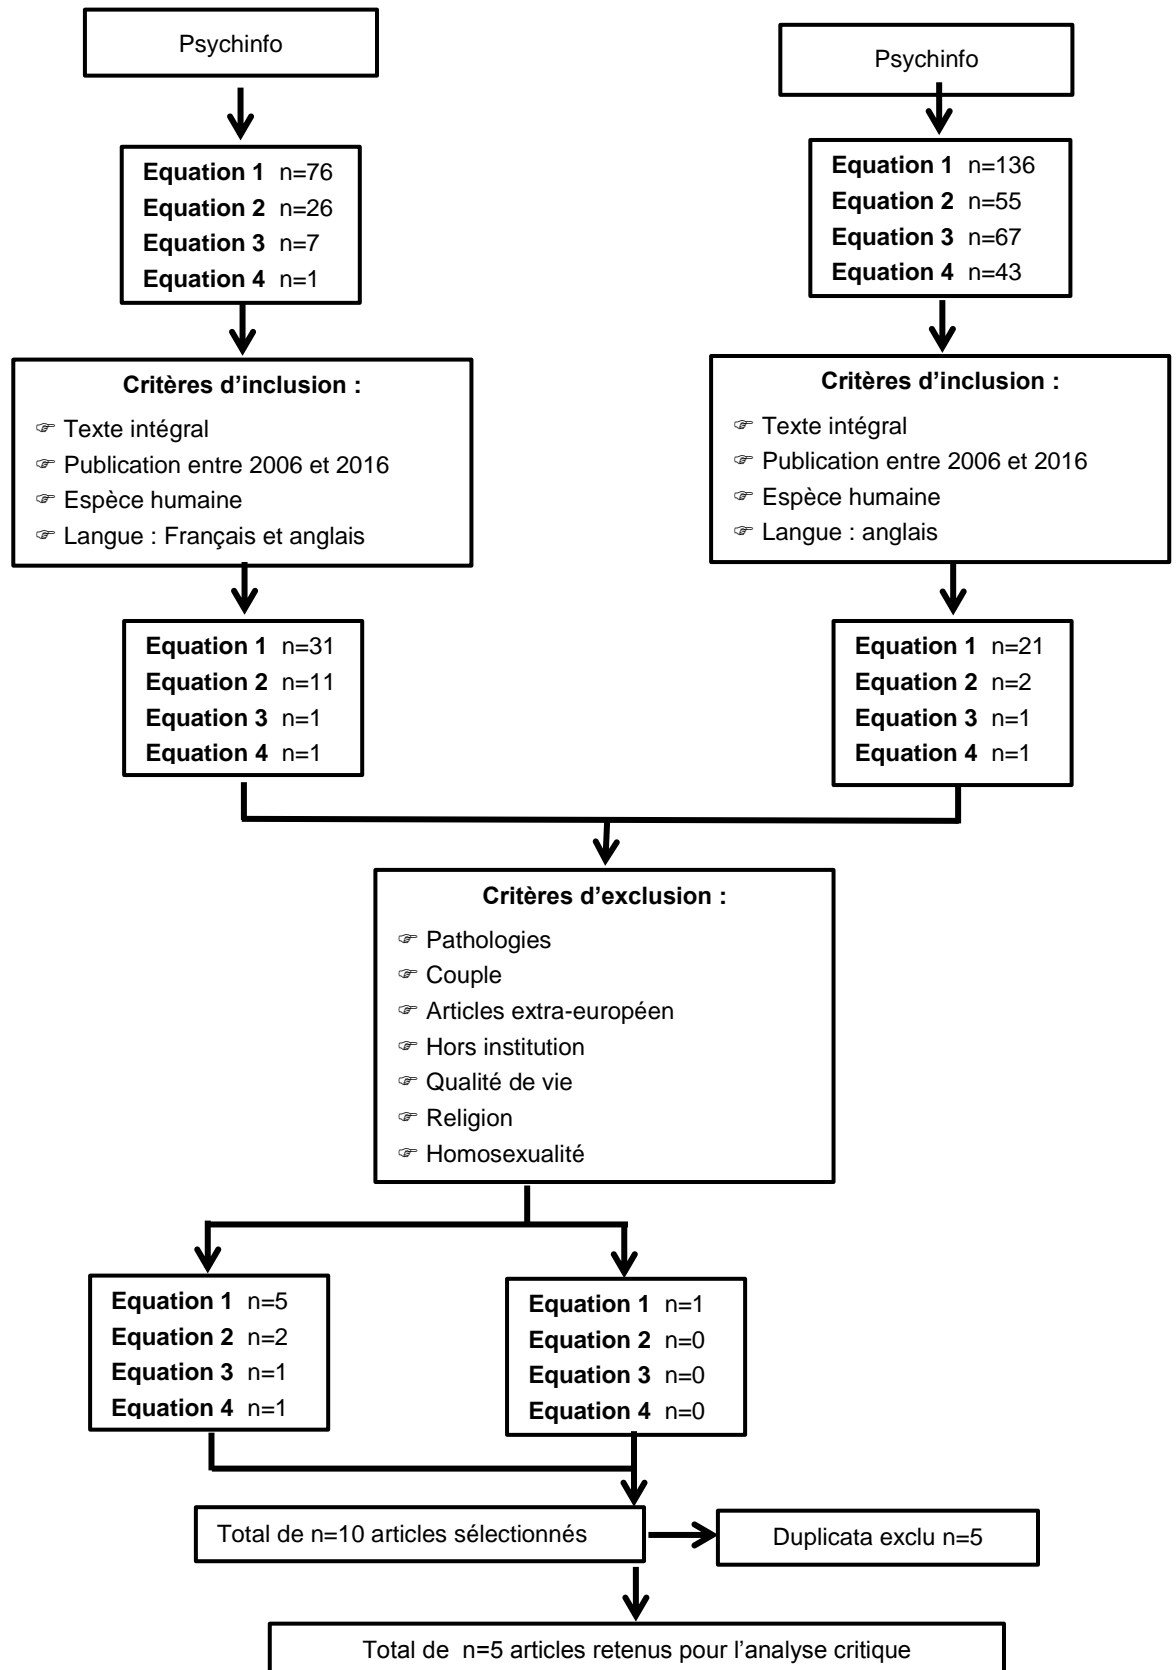 Psychinfo
Psychinfo
Equation 1 n=76
Equation 2 n=26
Equation 3 n=7
Equation 4 n=1
Equation 1 n=136
Equation 2 n=55
Equation 3 n=67
Equation 4 n=43
Critères d’inclusion :
☞ Texte intégral
☞ Publication entre 2006 et 2016
☞ Espèce humaine
☞ Langue : Français et anglais
Critères d’inclusion :
☞ Texte intégral
☞ Publication entre 2006 et 2016
☞ Espèce humaine
☞ Langue : anglais
Equation 1 n=31
Equation 2 n=11
Equation 3 n=1
Equation 4 n=1
Equation 1 n=21
Equation 2 n=2
Equation 3 n=1
Equation 4 n=1
Critères d’exclusion :
☞ Pathologies
☞ Couple
☞ Articles extra-européen
☞ Hors institution
☞ Qualité de vie
☞ Religion
☞ Homosexualité
Equation 1 n=5
Equation 2 n=2
Equation 3 n=1
Equation 4 n=1
Equation 1 n=1
Equation 2 n=0
Equation 3 n=0
Equation 4 n=0
Total de n=10 articles sélectionnés
Duplicata exclu n=5
Total de n=5 articles retenus pour l’analyse critique